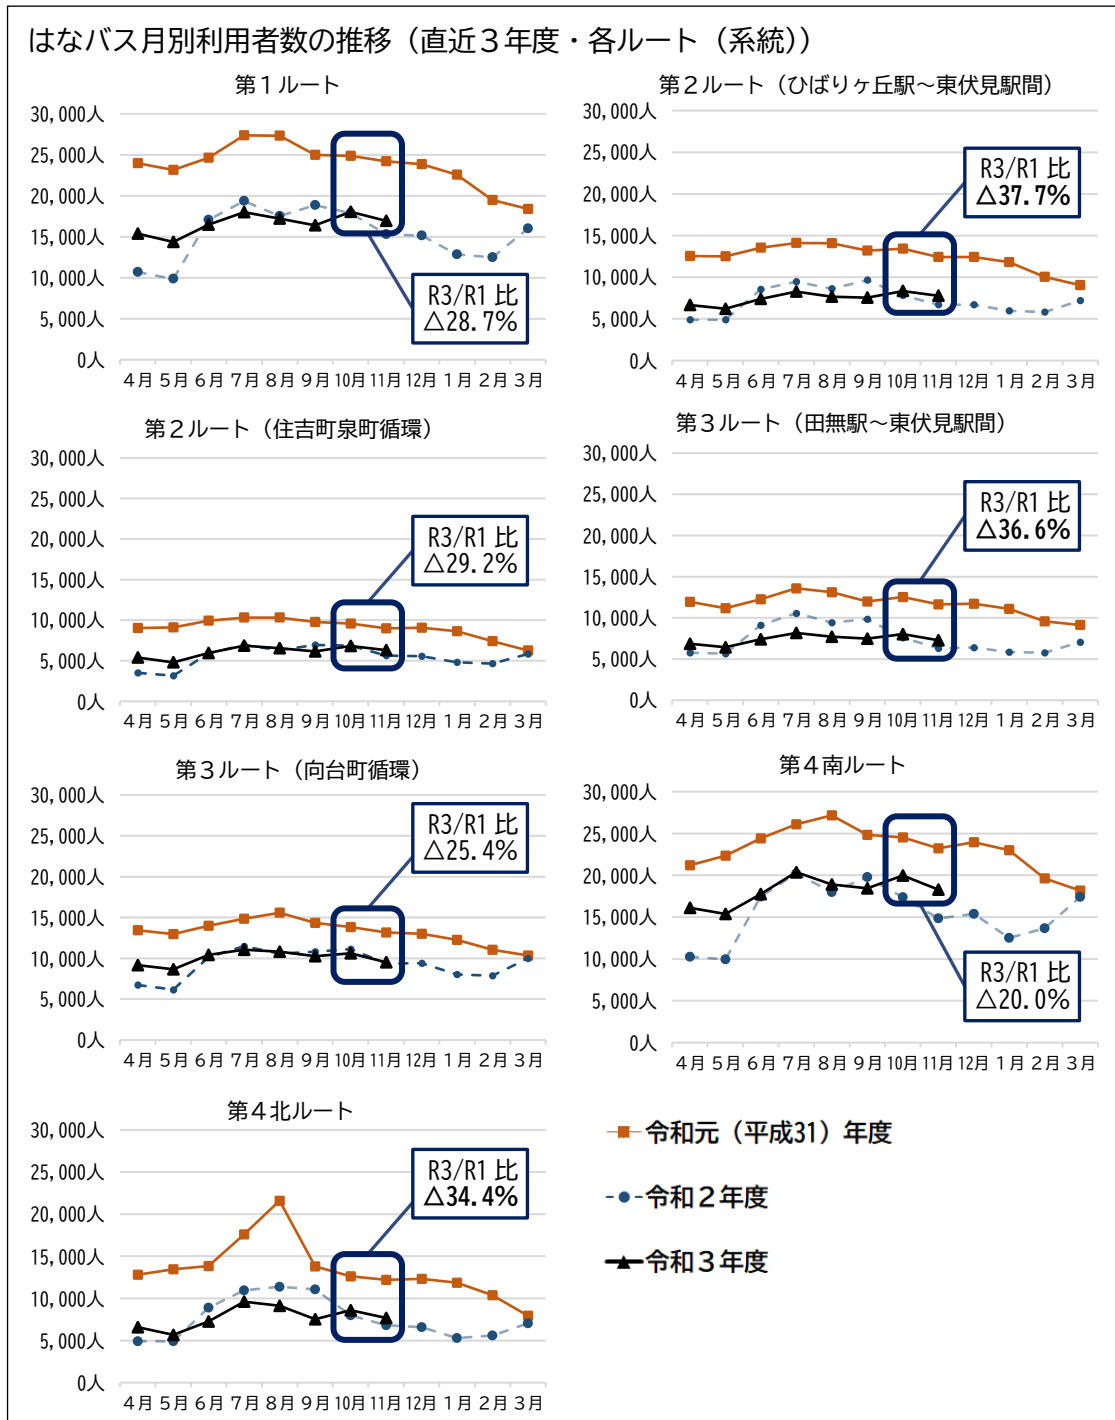 はなバス月別利用者数の推移（直近３年度・各ルート（系統））
第１ルート
30,000人
25,000人
20,000人
15,000人
10,000人
5,000人
0人
4月 5月 6月 7月 8月 9月 10月 11月 12月 1月 2月 3月
R3/R1 比
△28.7%
第２ルート（ひばりヶ丘駅～東伏見駅間）
30,000人
25,000人
20,000人
15,000人
10,000人
5,000人
0人
4月 5月 6月 7月 8月 9月 10月 11月 12月 1月 2月 3月
R3/R1 比
△37.7%
第２ルート（住吉町泉町循環）
30,000人
25,000人
20,000人
15,000人
10,000人
5,000人
0人
4月 5月 6月 7月 8月 9月 10月 11月 12月 1月 2月 3月
R3/R1 比
△29.2%
第３ルート（田無駅～東伏見駅間）
30,000人
25,000人
20,000人
15,000人
10,000人
5,000人
0人
4月 5月 6月 7月 8月 9月 10月 11月 12月 1月 2月 3月
R3/R1 比
△36.6%
第３ルート（向台町循環）
30,000人
25,000人
20,000人
15,000人
10,000人
5,000人
0人
4月 5月 6月 7月 8月 9月 10月 11月 12月 1月 2月 3月
R3/R1 比
△25.4%
第４南ルート
30,000人
25,000人
20,000人
15,000人
10,000人
5,000人
0人
4月 5月 6月 7月 8月 9月 10月 11月 12月 1月 2月 3月
R3/R1 比
△20.0%
第４北ルート
30,000人
25,000人
20,000人
15,000人
10,000人
5,000人
0人
4月 5月 6月 7月 8月 9月 10月 11月 12月 1月 2月 3月
R3/R1 比
△34.4%
令和元（平成31）年度
令和２年度
令和３年度